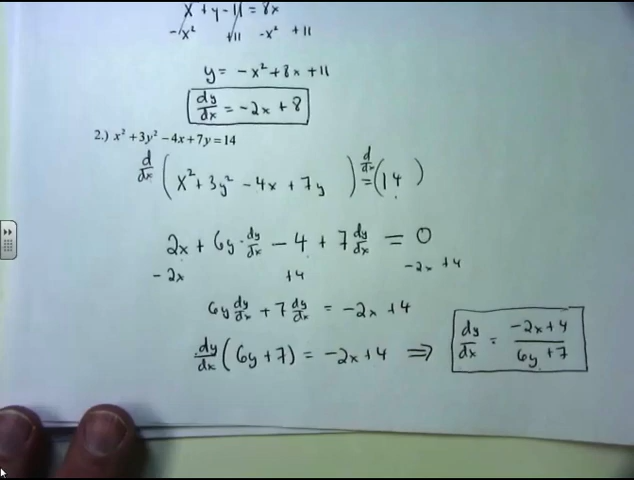 x² + y - 11 = 8x
-x² +11 -x² +11
y = -x² + 8x + 11
dy/dx = -2x + 8
2.) x² + 3y² − 4x + 7y = 14
d/dx ( x² + 3y² - 4x + 7y ) = d/dx (14)
2x + 6y · dy/dx - 4 + 7 dy/dx = 0
-2x +4 -2x +4
6y dy/dx + 7 dy/dx = -2x + 4
dy/dx (6y + 7) = -2x + 4 ⇒ dy/dx = (-2x + 4)/(6y + 7)